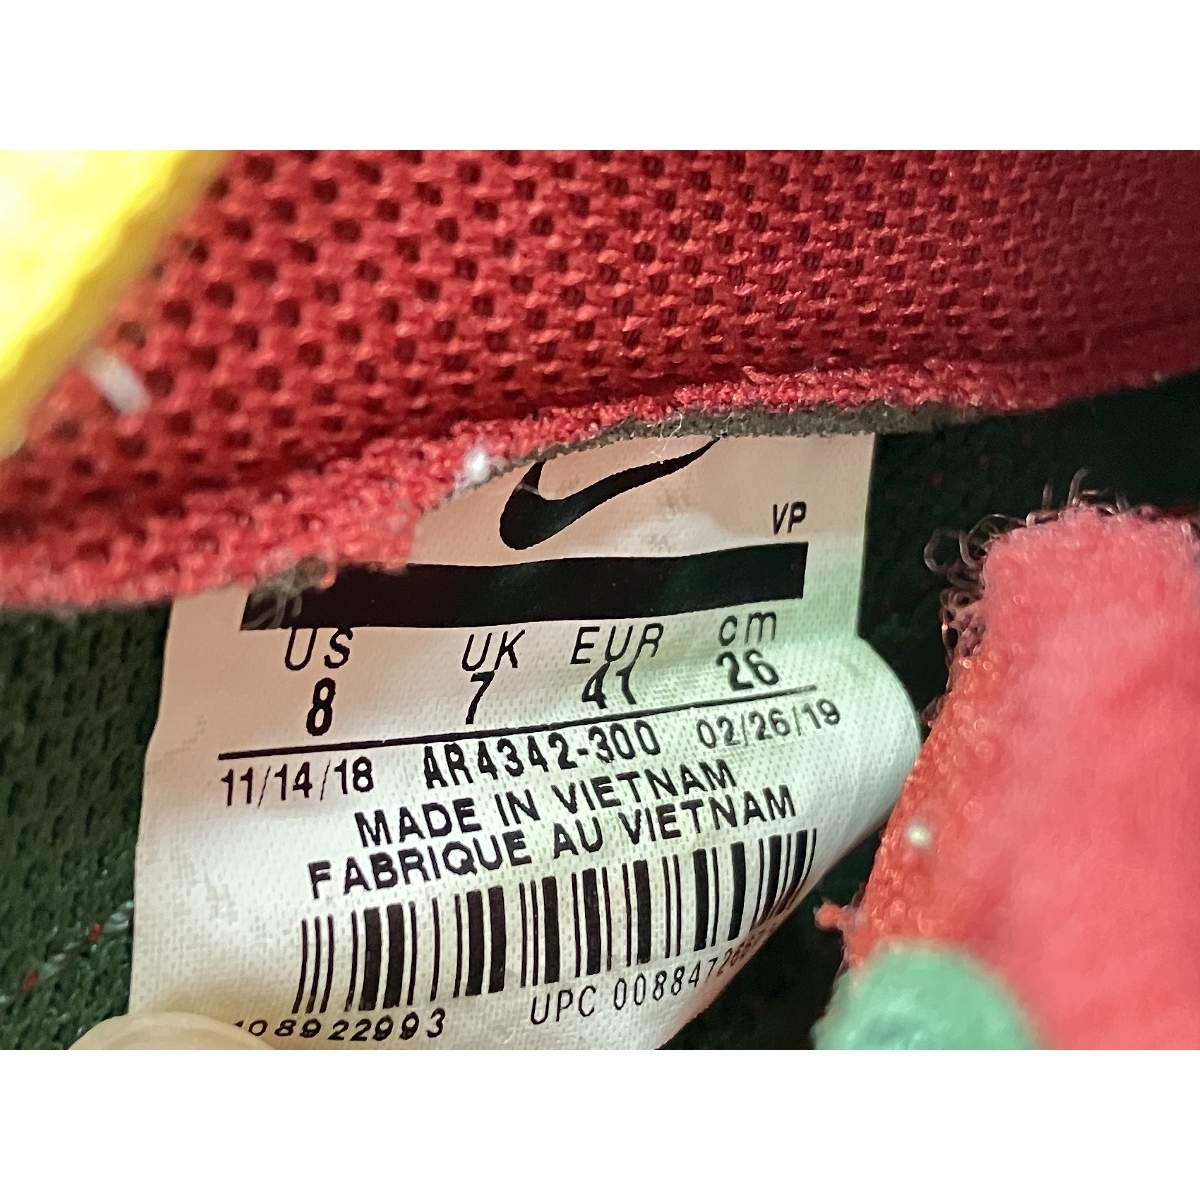 VP
US UK EUR cm
8 7 41 26
11/14/18 AR4342-300 02/26/19
MADE IN VIETNAM
FABRIQUE AU VIETNAM
UPC